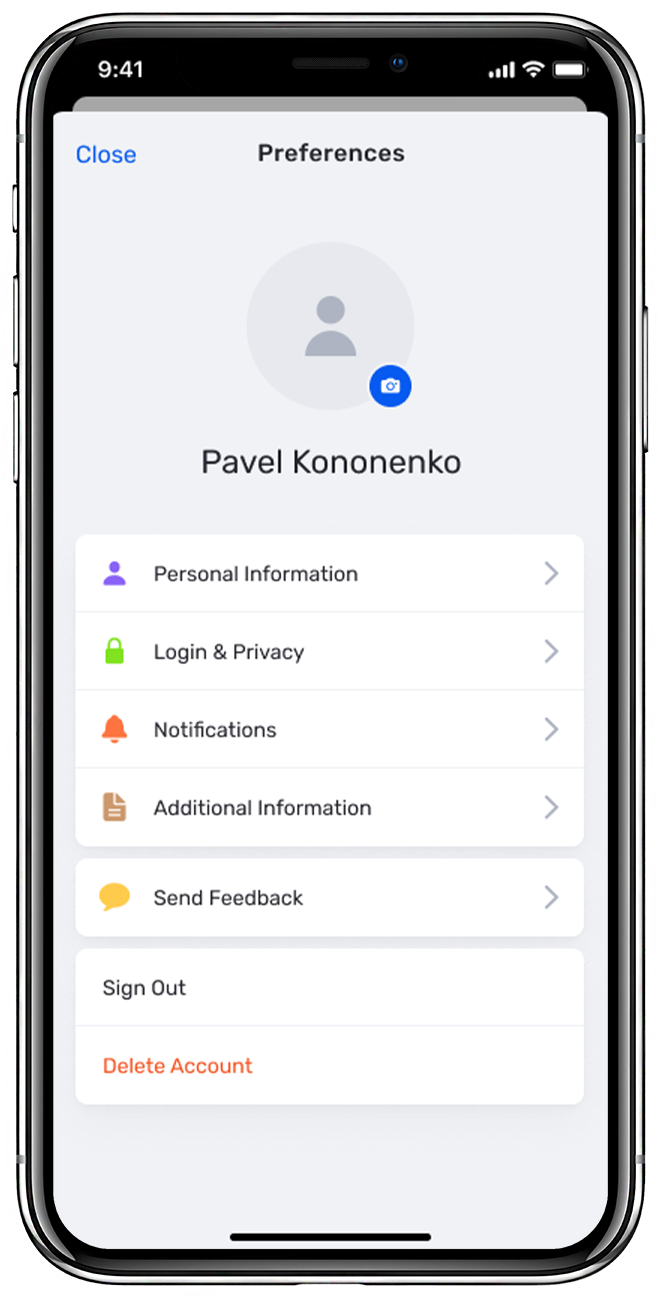 9:41
Close
Preferences
Pavel Kononenko
Personal Information
Login & Privacy
Notifications
Additional Information
Send Feedback
Sign Out
Delete Account